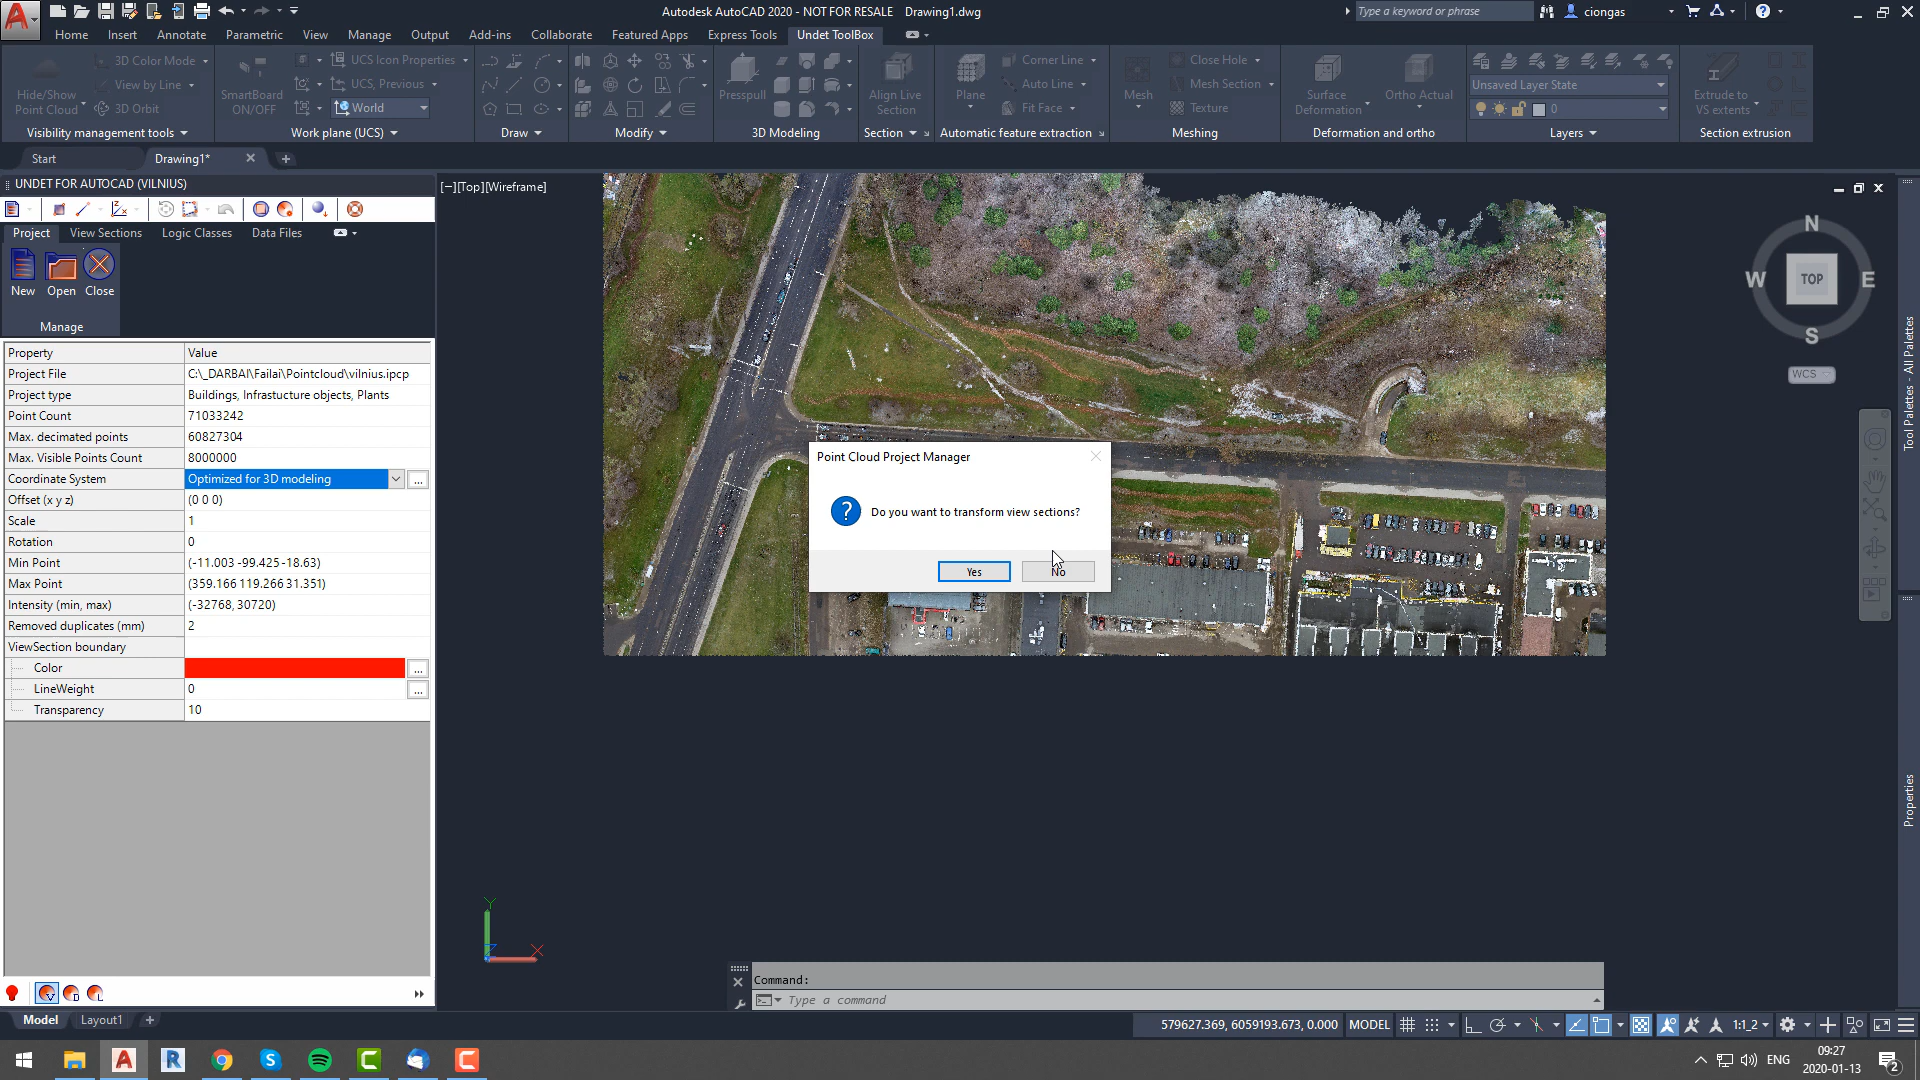 Autodesk AutoCAD 2020 - NOT FOR RESALE Drawing1.dwg
Type a keyword or phrase
ciongas
Home Insert Annotate Parametric View Manage Output Add-ins Collaborate Featured Apps Express Tools Undet ToolBox
Hide/Show
Point Cloud
3D Color Mode
View by Line
3D Orbit
Visibility management tools
SmartBoard
ON/OFF
UCS Icon Properties
UCS, Previous
World
Work plane (UCS)
Draw
Modify
Presspull
3D Modeling
Align Live
Section
Section
Plane
Corner Line
Auto Line
Fit Face
Automatic feature extraction
Mesh
Close Hole
Mesh Section
Texture
Meshing
Surface
Deformation
Ortho Actual
Deformation and ortho
Unsaved Layer State
0
Layers
Extrude to
VS extents
Section extrusion
Start
Drawing1*
UNDET FOR AUTOCAD (VILNIUS)
Project View Sections Logic Classes Data Files
New Open Close
Manage
Property Value
Project File C:\_DARBAI\Failai\Pointcloud\vilnius.ipcp
Project type Buildings, Infrastucture objects, Plants
Point Count 71033242
Max. decimated points 60827304
Max. Visible Points Count 8000000
Coordinate System Optimized for 3D modeling ...
Offset (x y z) (0 0 0)
Scale 1
Rotation 0
Min Point (-11.003 -99.425 -18.63)
Max Point (359.166 119.266 31.351)
Intensity (min, max) (-32768, 30720)
Removed duplicates (mm) 2
ViewSection boundary
Color ...
LineWeight 0 ...
Transparency 10
[−][Top][Wireframe]
N
W TOP E
S
WCS
Point Cloud Project Manager
Do you want to transform view sections?
Yes No
Tool Palettes - All Palettes
Properties
Y
X
Z
Command:
Type a command
Model Layout1
579627.369, 6059193.673, 0.000 MODEL
1:1_2
ENG
09:27
2020-01-13
2